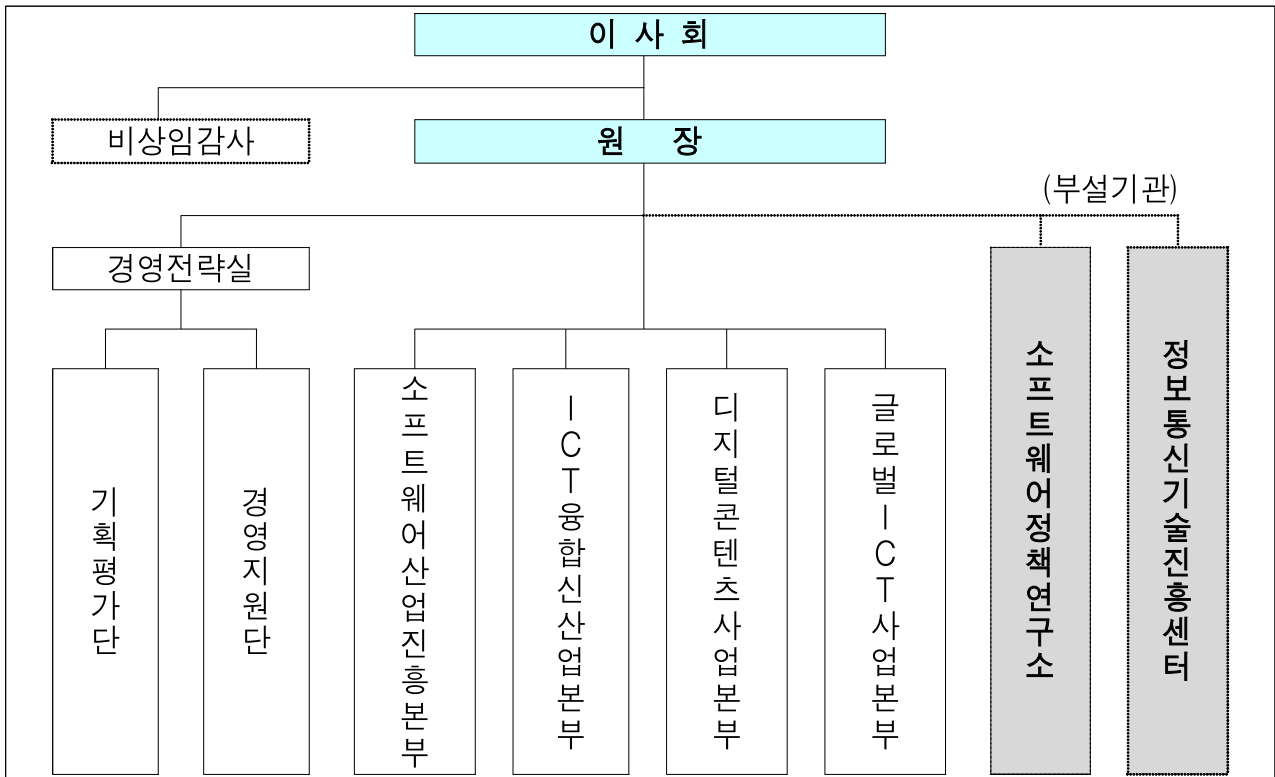 이 사 회
비상임감사
원 장
(부설기관)
경영전략실
기획평가단
경영지원단
소프트웨어산업진흥본부
ICT융합신산업본부
디지털콘텐츠사업본부
글로벌ICT사업본부
소프트웨어정책연구소
정보통신기술진흥센터